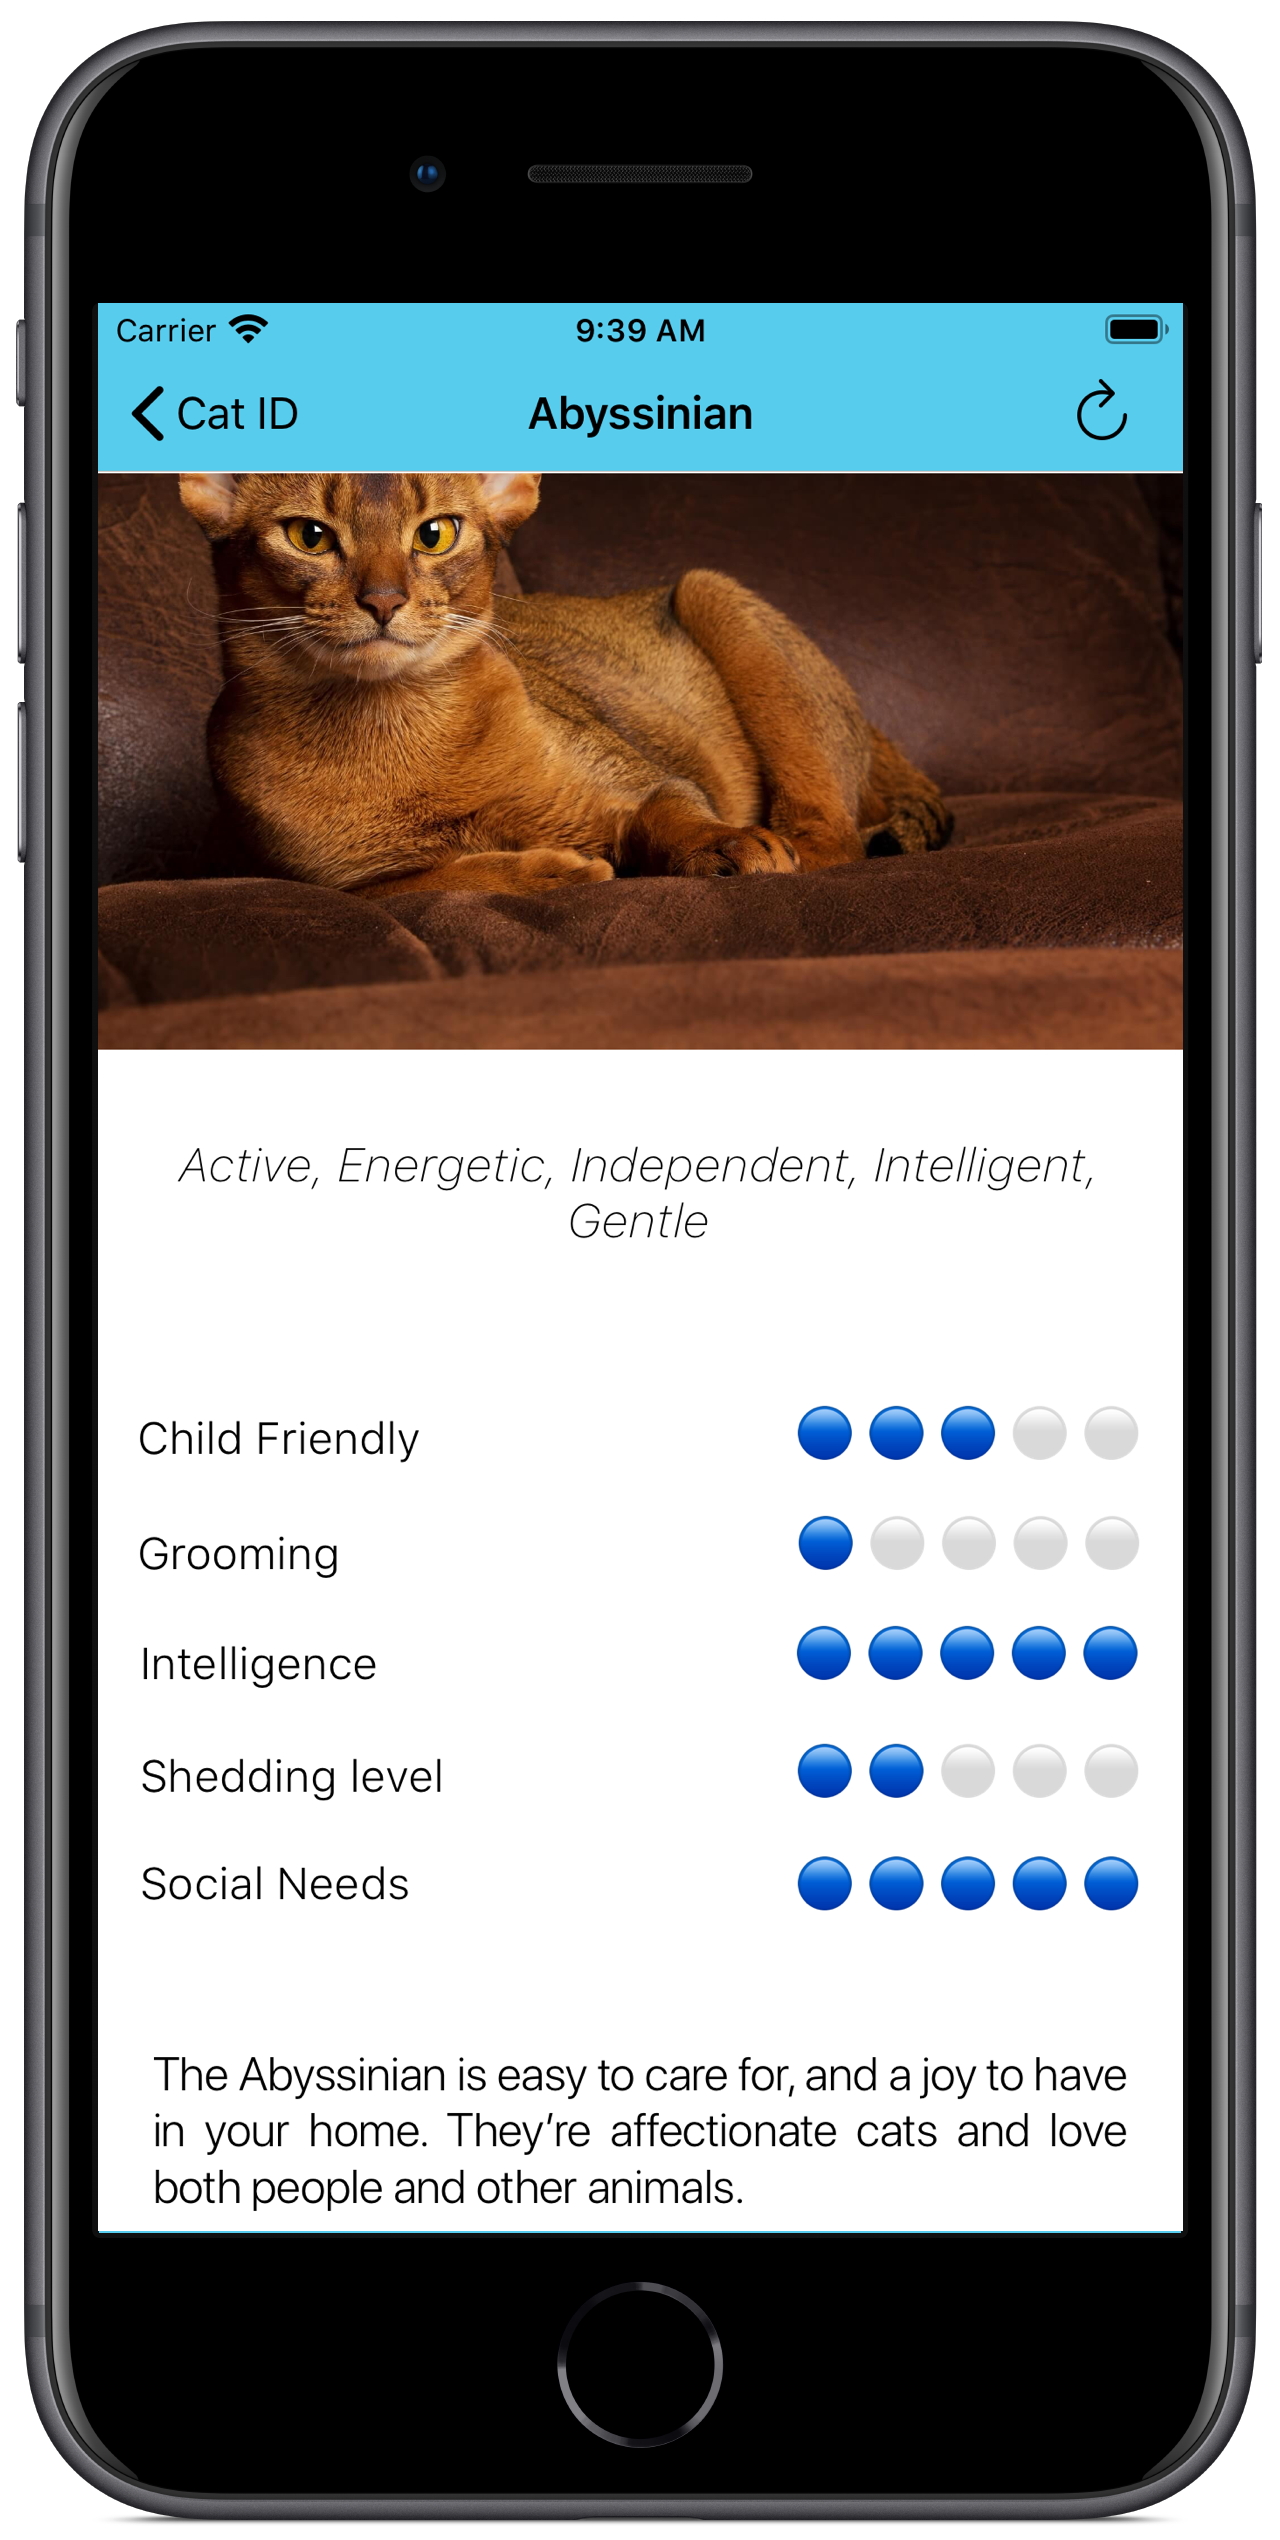 Carrier 9:39 AM
Cat ID Abyssinian
Active, Energetic, Independent, Intelligent,
Gentle
Child Friendly
Grooming
Intelligence
Shedding level
Social Needs
The Abyssinian is easy to care for, and a joy to have
in your home. They’re affectionate cats and love
both people and other animals.